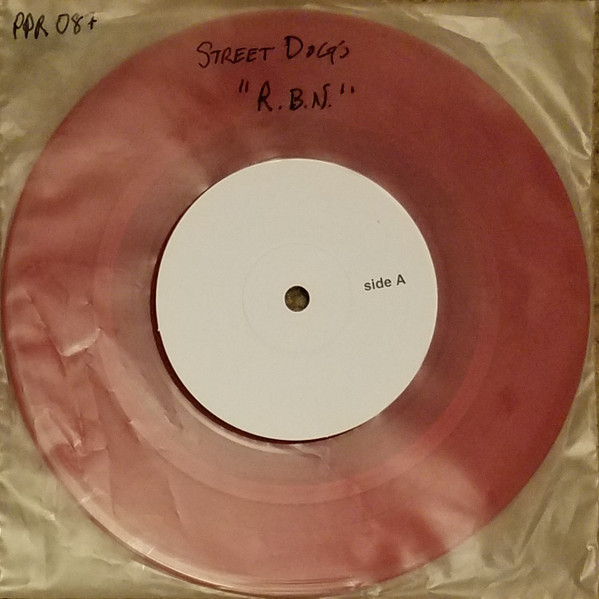 PPR 087
STREET DOGS
"R.B.N."
side A